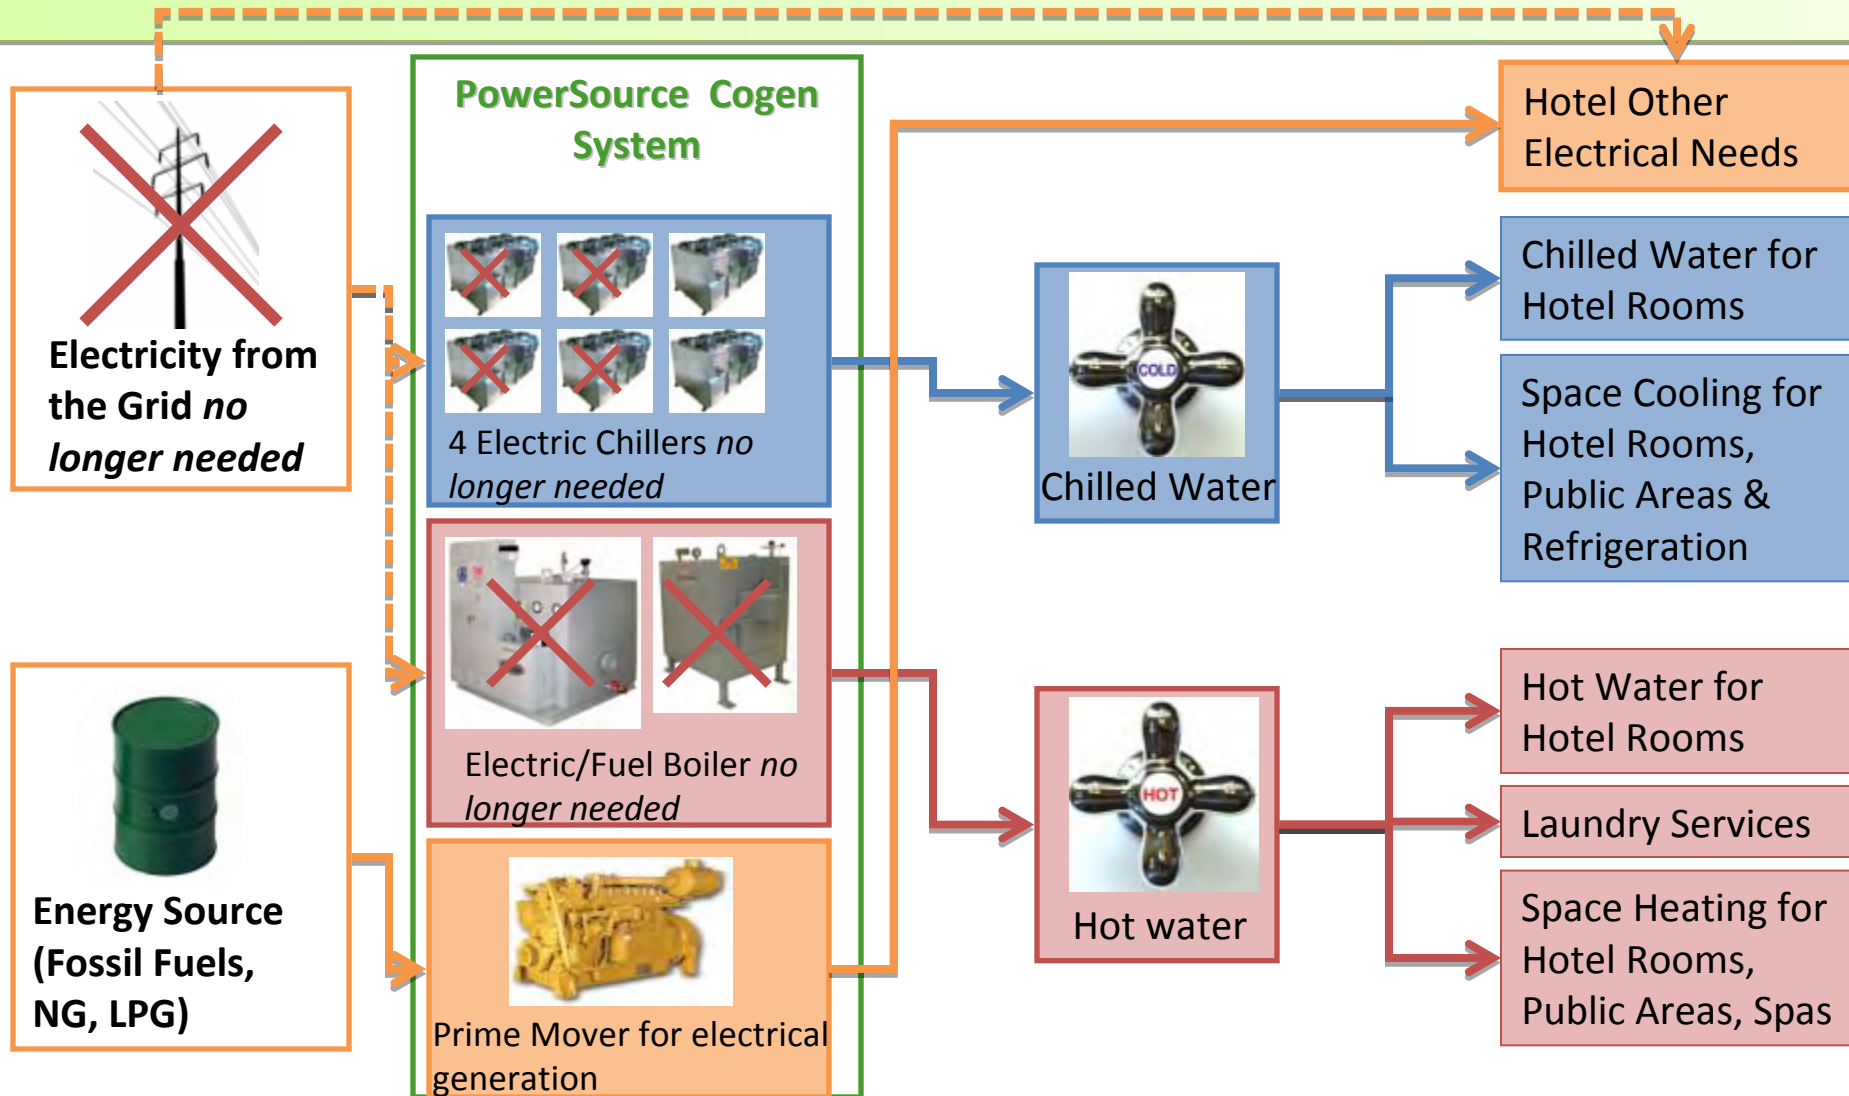 PowerSource Cogen
System
Electricity from
the Grid no
longer needed
4 Electric Chillers no
longer needed
Electric/Fuel Boiler no
longer needed
Energy Source
(Fossil Fuels,
NG, LPG)
Prime Mover for electrical
generation
COLD
Chilled Water
HOT
Hot water
Hotel Other
Electrical Needs
Chilled Water for
Hotel Rooms
Space Cooling for
Hotel Rooms,
Public Areas &
Refrigeration
Hot Water for
Hotel Rooms
Laundry Services
Space Heating for
Hotel Rooms,
Public Areas, Spas